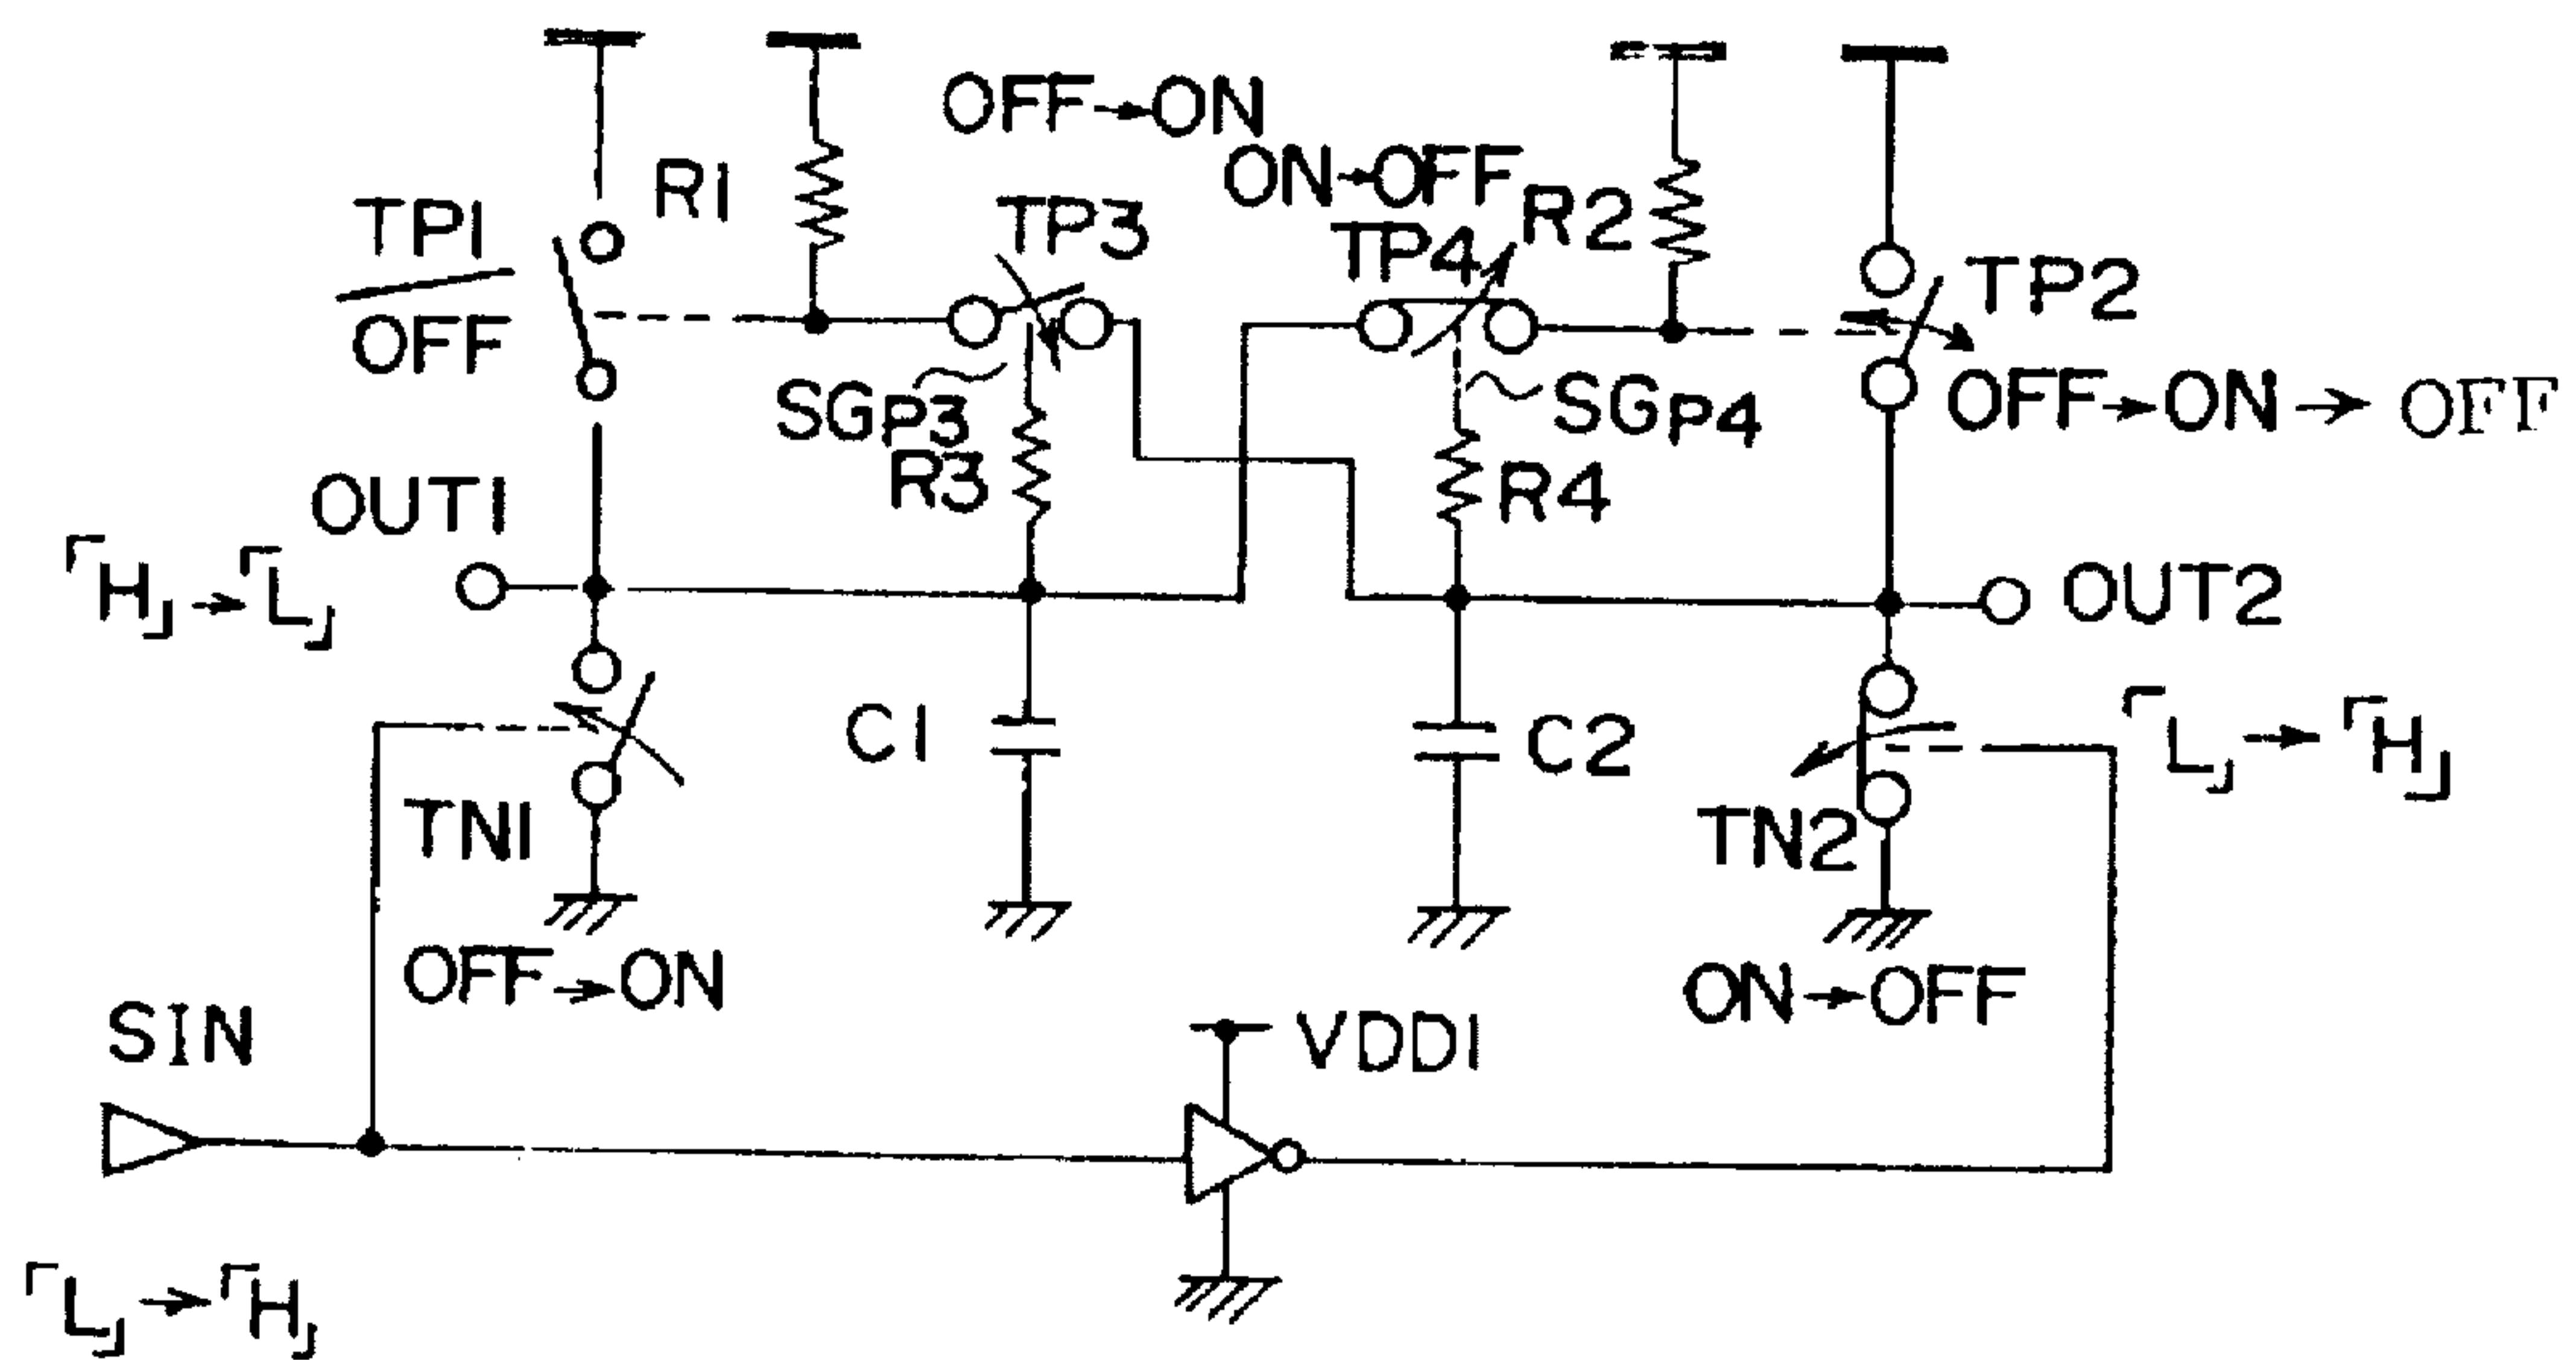 OFF→ON
ON→OFF
R1
TP1
OFF
TP3
TP4
R2
TP2
OFF→ON→OFF
SGP3
R3
SGP4
R4
OUT1
「H」→「L」
OUT2
C1
C2
「L」→「H」
TN1
OFF→ON
TN2
ON→OFF
SIN
VDD1
「L」→「H」